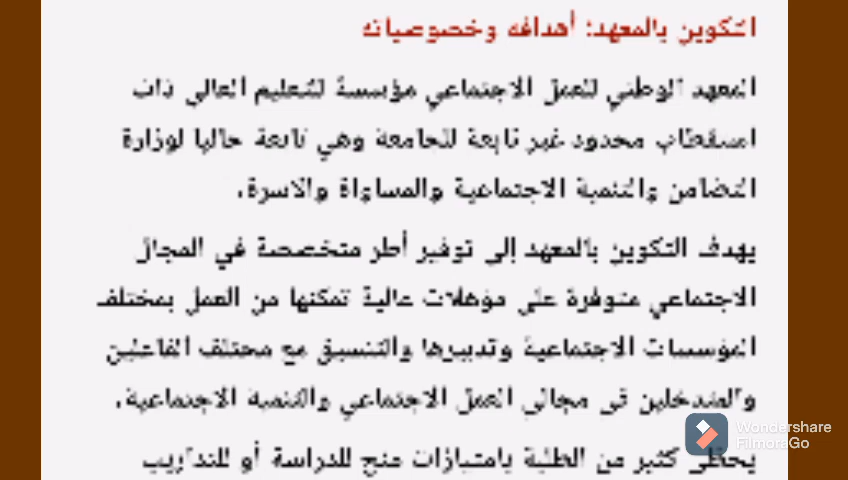 التكوين بالمعهد: أهدافه وخصوصياته
المعهد الوطني للعمل الاجتماعي مؤسسة للتعليم العالي ذات
استقطاب محدود غير تابعة للجامعة وهي تابعة حاليا لوزارة
التضامن والتنمية الاجتماعية والمساواة والاسرة.
يهدف التكوين بالمعهد إلى توفير أطر متخصصة في المجال
الاجتماعي متوفرة على مؤهلات عالية تمكنها من العمل بمختلف
المؤسسات الاجتماعية وتدبيرها والتنسيق مع مختلف الفاعلين
والمتدخلين في مجالي العمل الاجتماعي والتنمية الاجتماعية.
يحظى كثير من الطلبة بامتيازات منح للدراسة أو للتداريب
Wondershare
FilmoraGo